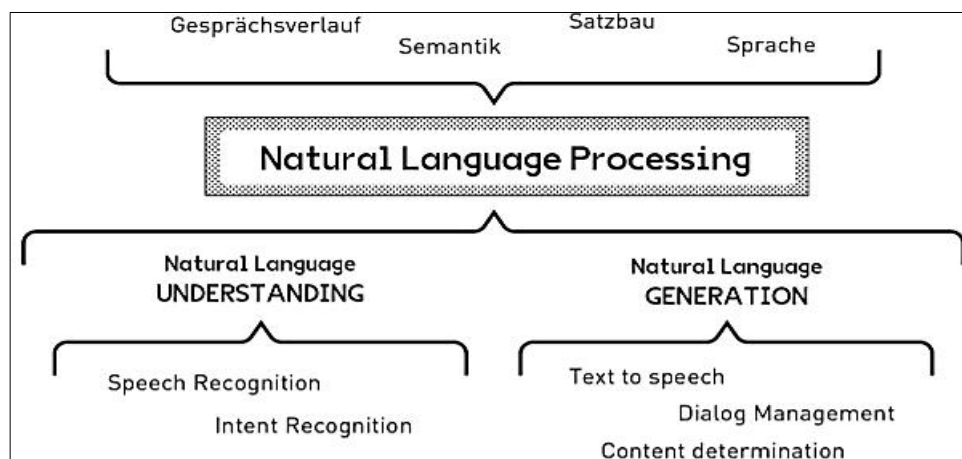 Gesprächsverlauf
Satzbau
Semantik
Sprache
Natural Language Processing
Natural Language
UNDERSTANDING
Natural Language
GENERATION
Speech Recognition
Intent Recognition
Text to speech
Dialog Management
Content determination